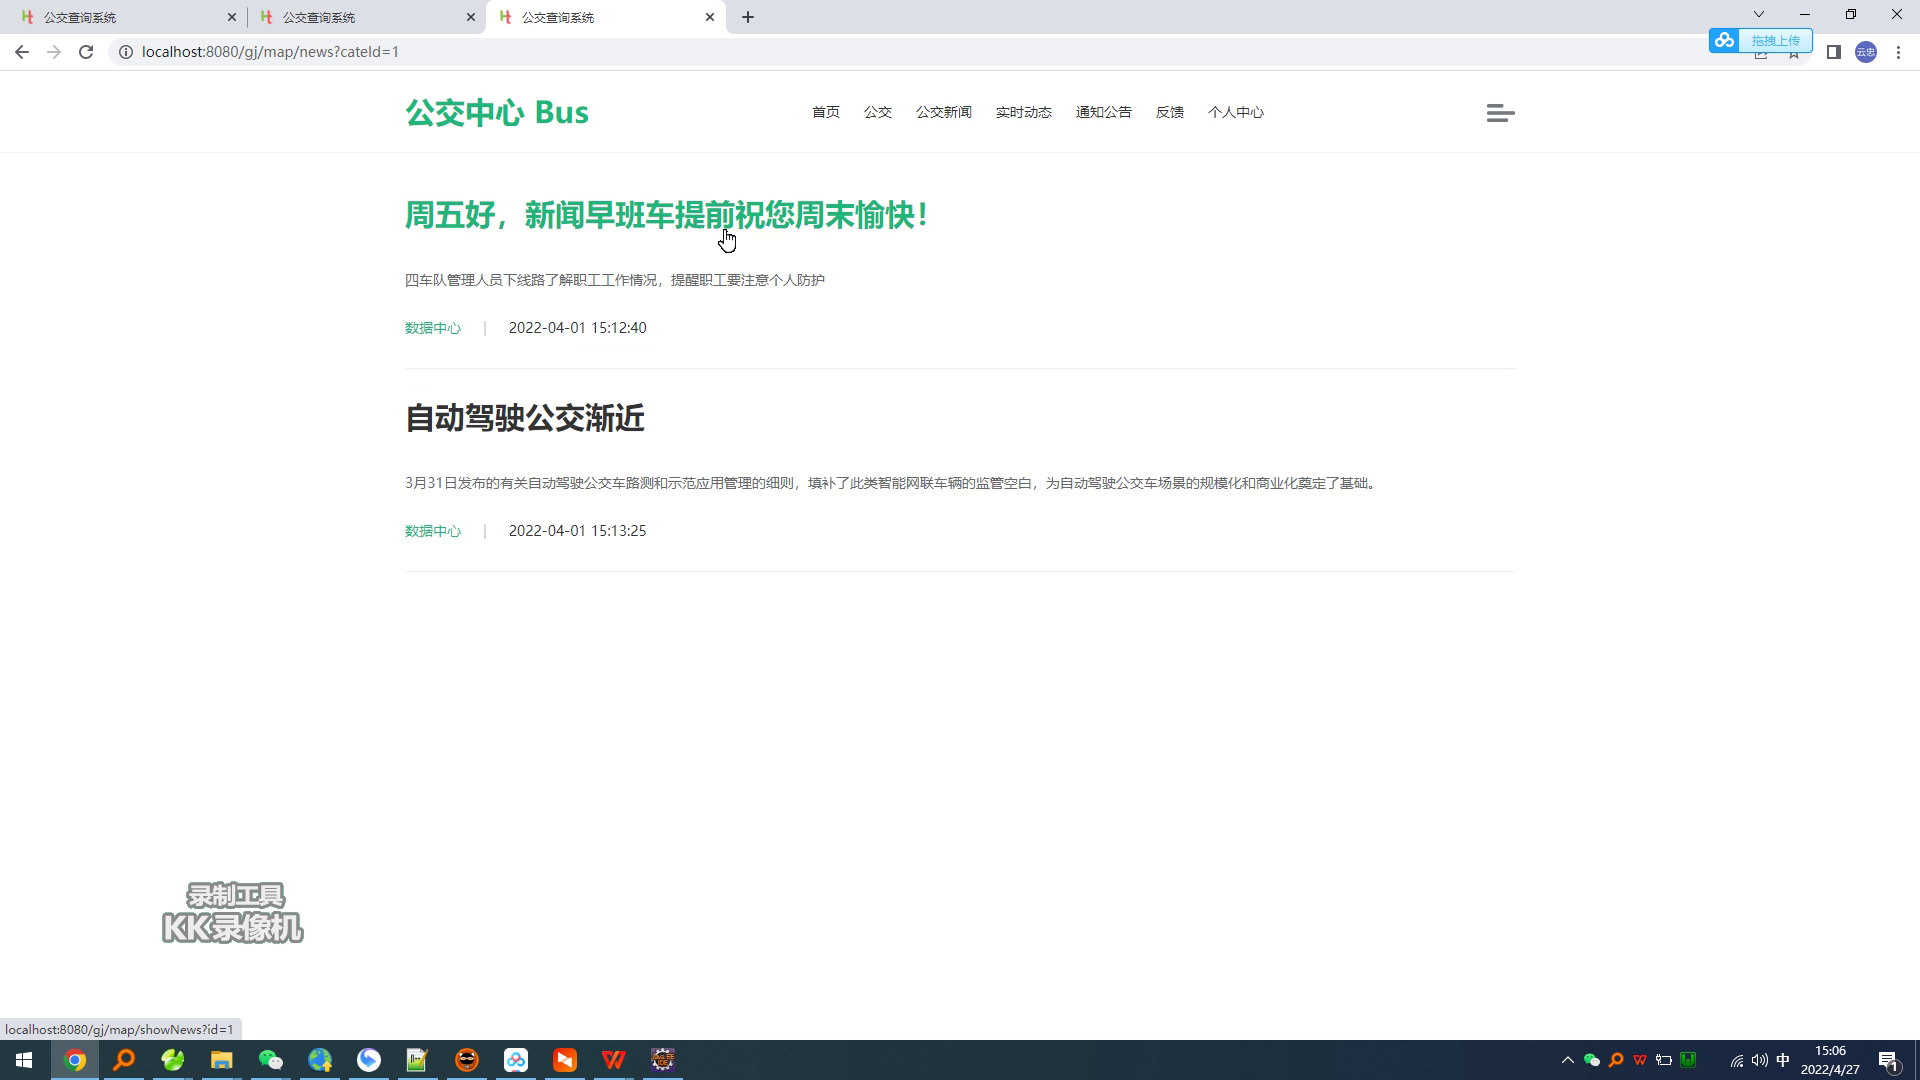 公交查询系统
公交查询系统
公交查询系统
localhost:8080/gj/map/news?cateId=1
拖拽上传
云忠
公交中心 Bus
首页
公交
公交新闻
实时动态
通知公告
反馈
个人中心
周五好，新闻早班车提前祝您周末愉快！
四车队管理人员下线路了解职工工作情况，提醒职工要注意个人防护
数据中心 | 2022-04-01 15:12:40
自动驾驶公交渐近
3月31日发布的有关自动驾驶公交车路测和示范应用管理的细则，填补了此类智能网联车辆的监管空白，为自动驾驶公交车场景的规模化和商业化奠定了基础。
数据中心 | 2022-04-01 15:13:25
录制工具
KK录像机
localhost:8080/gj/map/showNews?id=1
中
15:06
2022/4/27
1